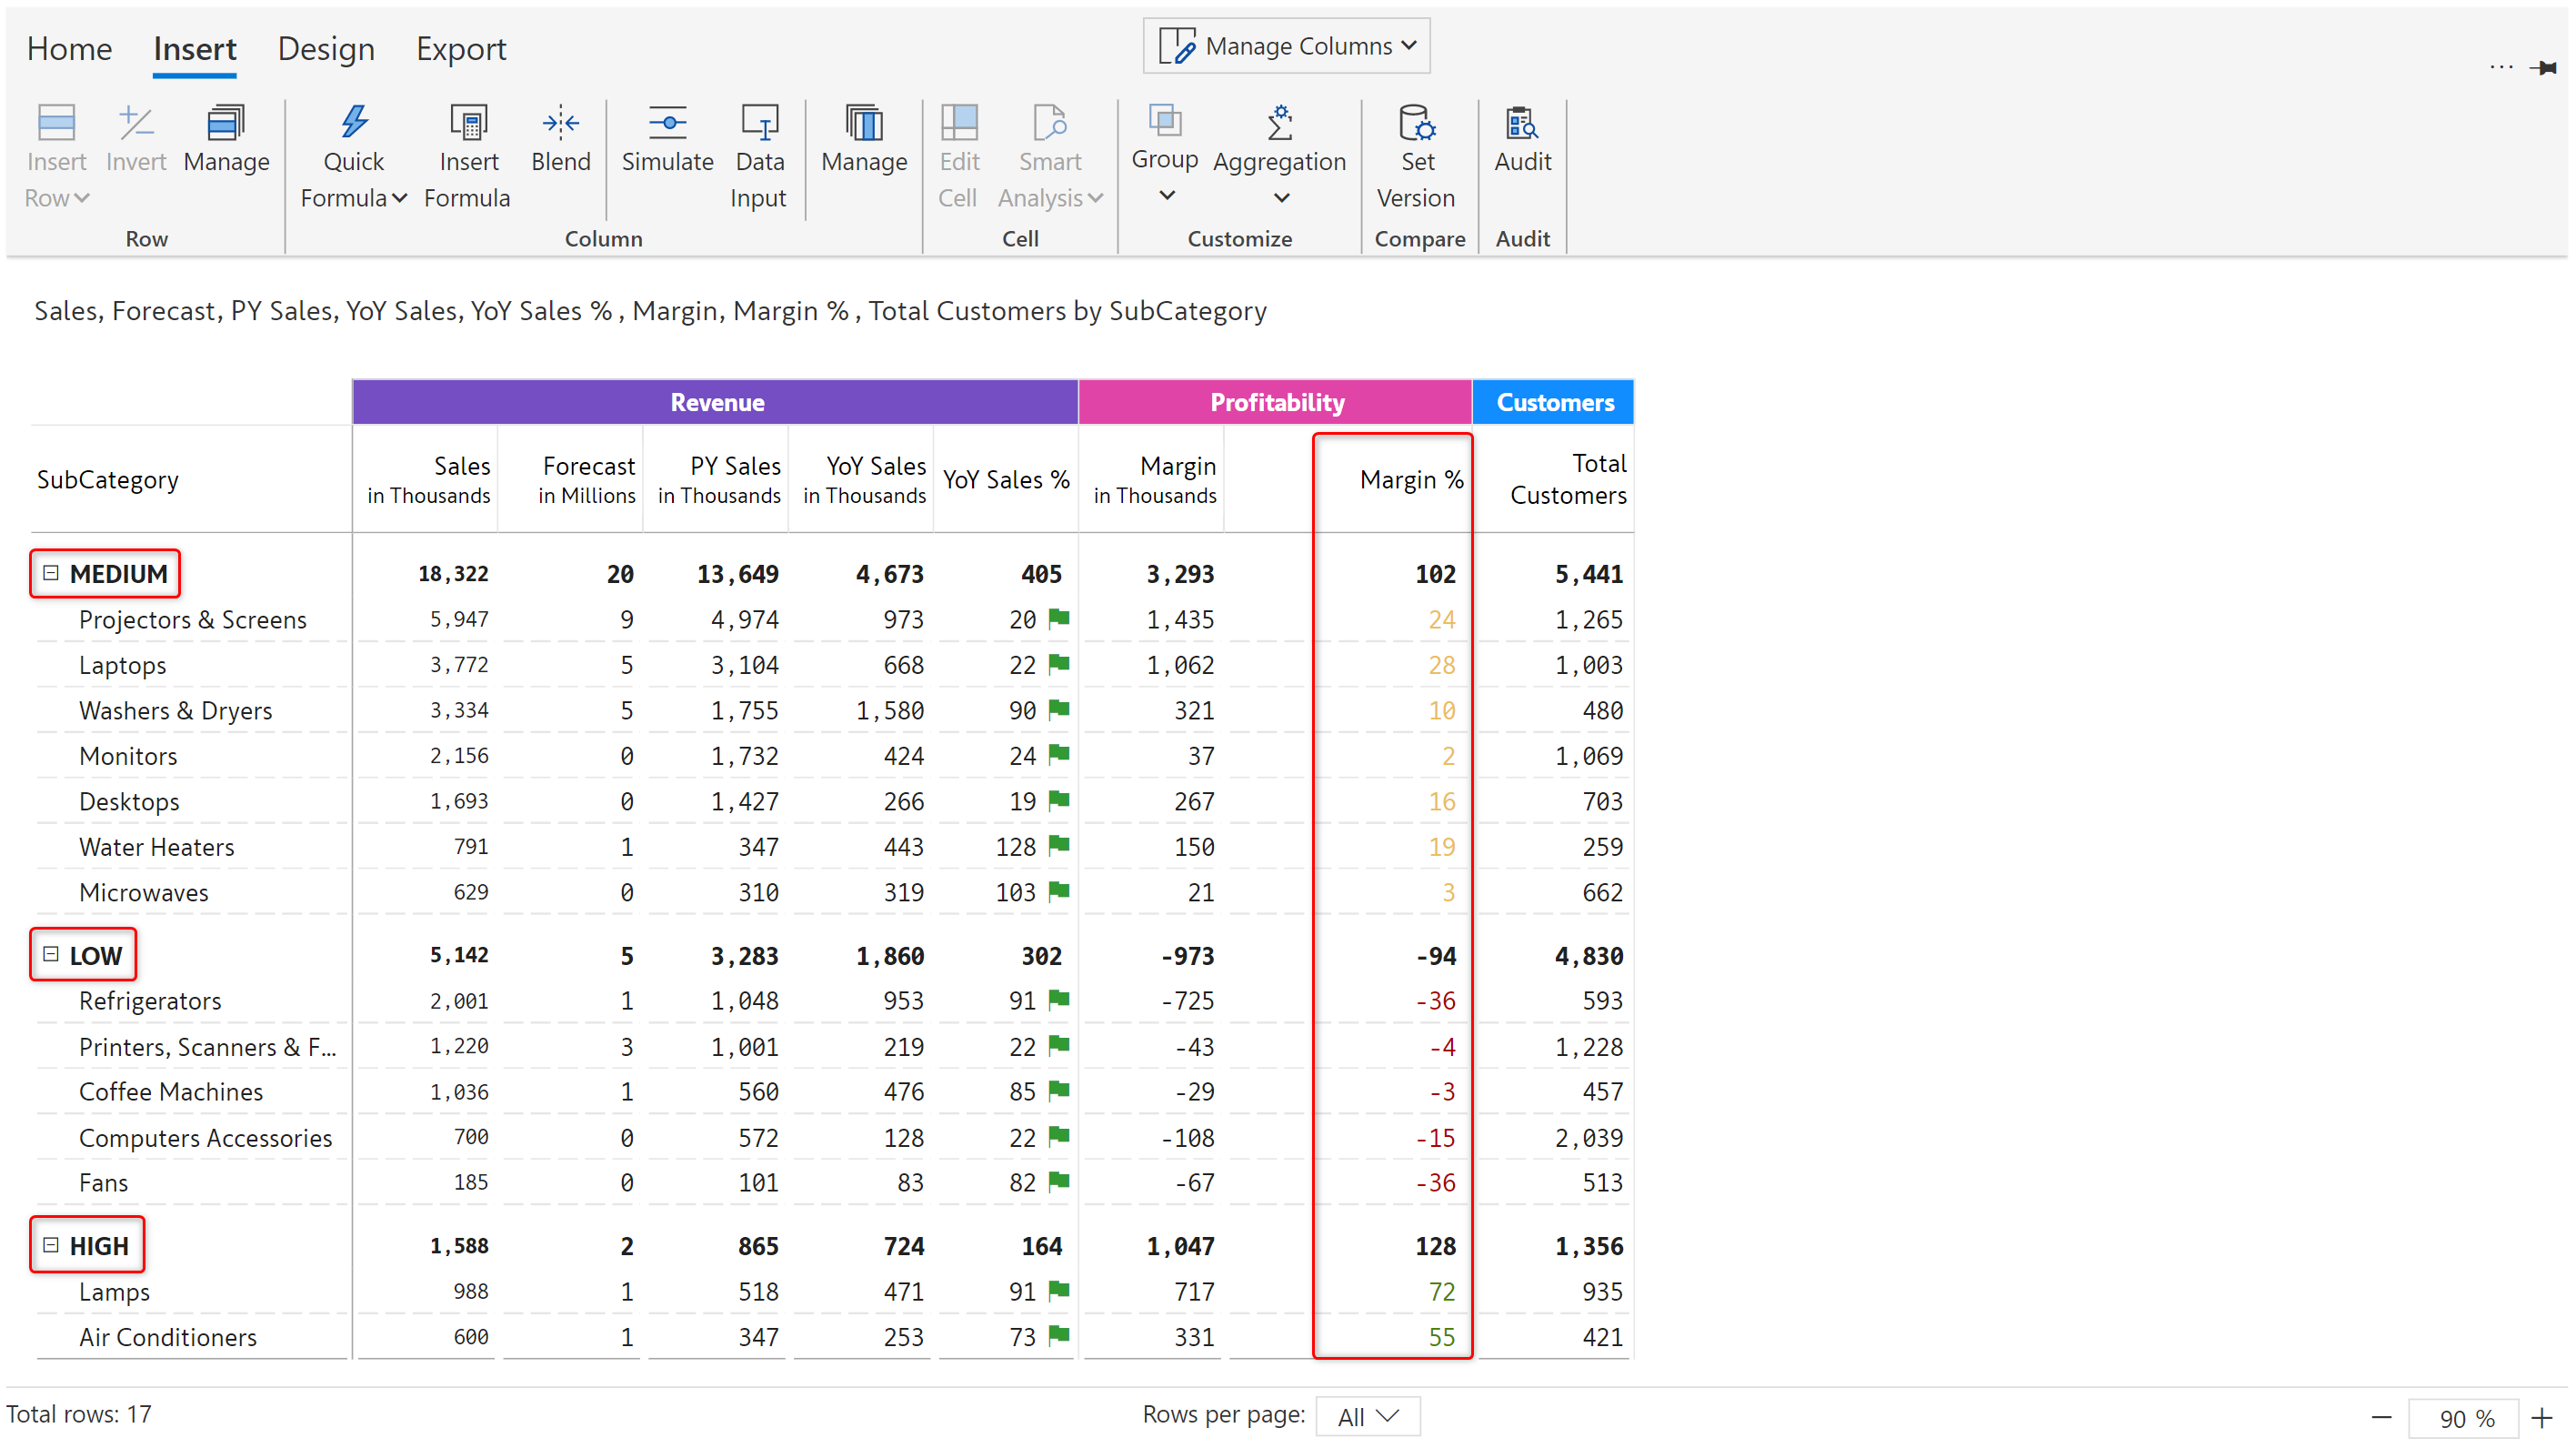 Home Insert Design Export
Manage Columns
...
Insert Row
Invert
Manage
Quick Formula
Insert Formula
Blend
Simulate
Data Input
Manage
Edit Cell
Smart Analysis
Group
Aggregation
Set Version
Audit
Row Column Cell Customize Compare Audit
Sales, Forecast, PY Sales, YoY Sales, YoY Sales %, Margin, Margin %, Total Customers by SubCategory
Revenue Profitability Customers
SubCategory
Sales in Thousands
Forecast in Millions
PY Sales in Thousands
YoY Sales in Thousands
YoY Sales %
Margin in Thousands
Margin %
Total Customers
MEDIUM 18,322 20 13,649 4,673 405 3,293 102 5,441
Projectors & Screens 5,947 9 4,974 973 20 1,435 24 1,265
Laptops 3,772 5 3,104 668 22 1,062 28 1,003
Washers & Dryers 3,334 5 1,755 1,580 90 321 10 480
Monitors 2,156 0 1,732 424 24 37 2 1,069
Desktops 1,693 0 1,427 266 19 267 16 703
Water Heaters 791 1 347 443 128 150 19 259
Microwaves 629 0 310 319 103 21 3 662
LOW 5,142 5 3,283 1,860 302 -973 -94 4,830
Refrigerators 2,001 1 1,048 953 91 -725 -36 593
Printers, Scanners & F... 1,220 3 1,001 219 22 -43 -4 1,228
Coffee Machines 1,036 1 560 476 85 -29 -3 457
Computers Accessories 700 0 572 128 22 -108 -15 2,039
Fans 185 0 101 83 82 -67 -36 513
HIGH 1,588 2 865 724 164 1,047 128 1,356
Lamps 988 1 518 471 91 717 72 935
Air Conditioners 600 1 347 253 73 331 55 421
Total rows: 17 Rows per page: All 90 %